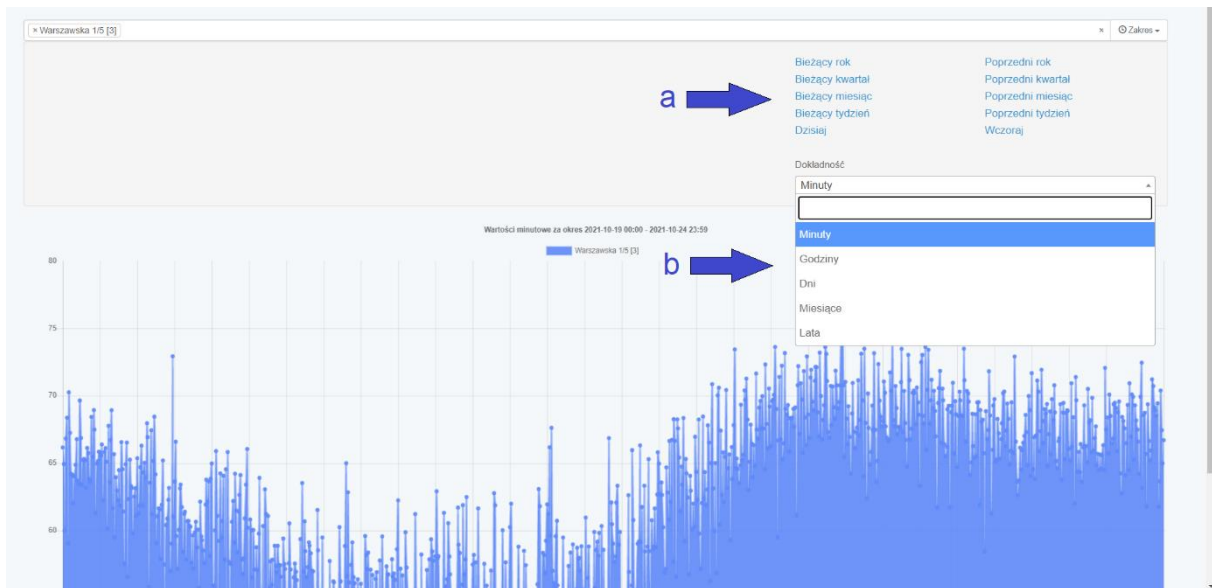 × Warszawska 1/5 [3] × Zakres
Bieżący rok Poprzedni rok
Bieżący kwartał Poprzedni kwartał
a Bieżący miesiąc Poprzedni miesiąc
Bieżący tydzień Poprzedni tydzień
Dzisiaj Wczoraj
Dokładność
Minuty
Wartości minutowe za okres 2021-10-19 00:00 - 2021-10-24 23:59
Minuty
Warszawska 1/5 [3]
b Godziny
Dni
Miesiące
Lata
80
75
70
65
60